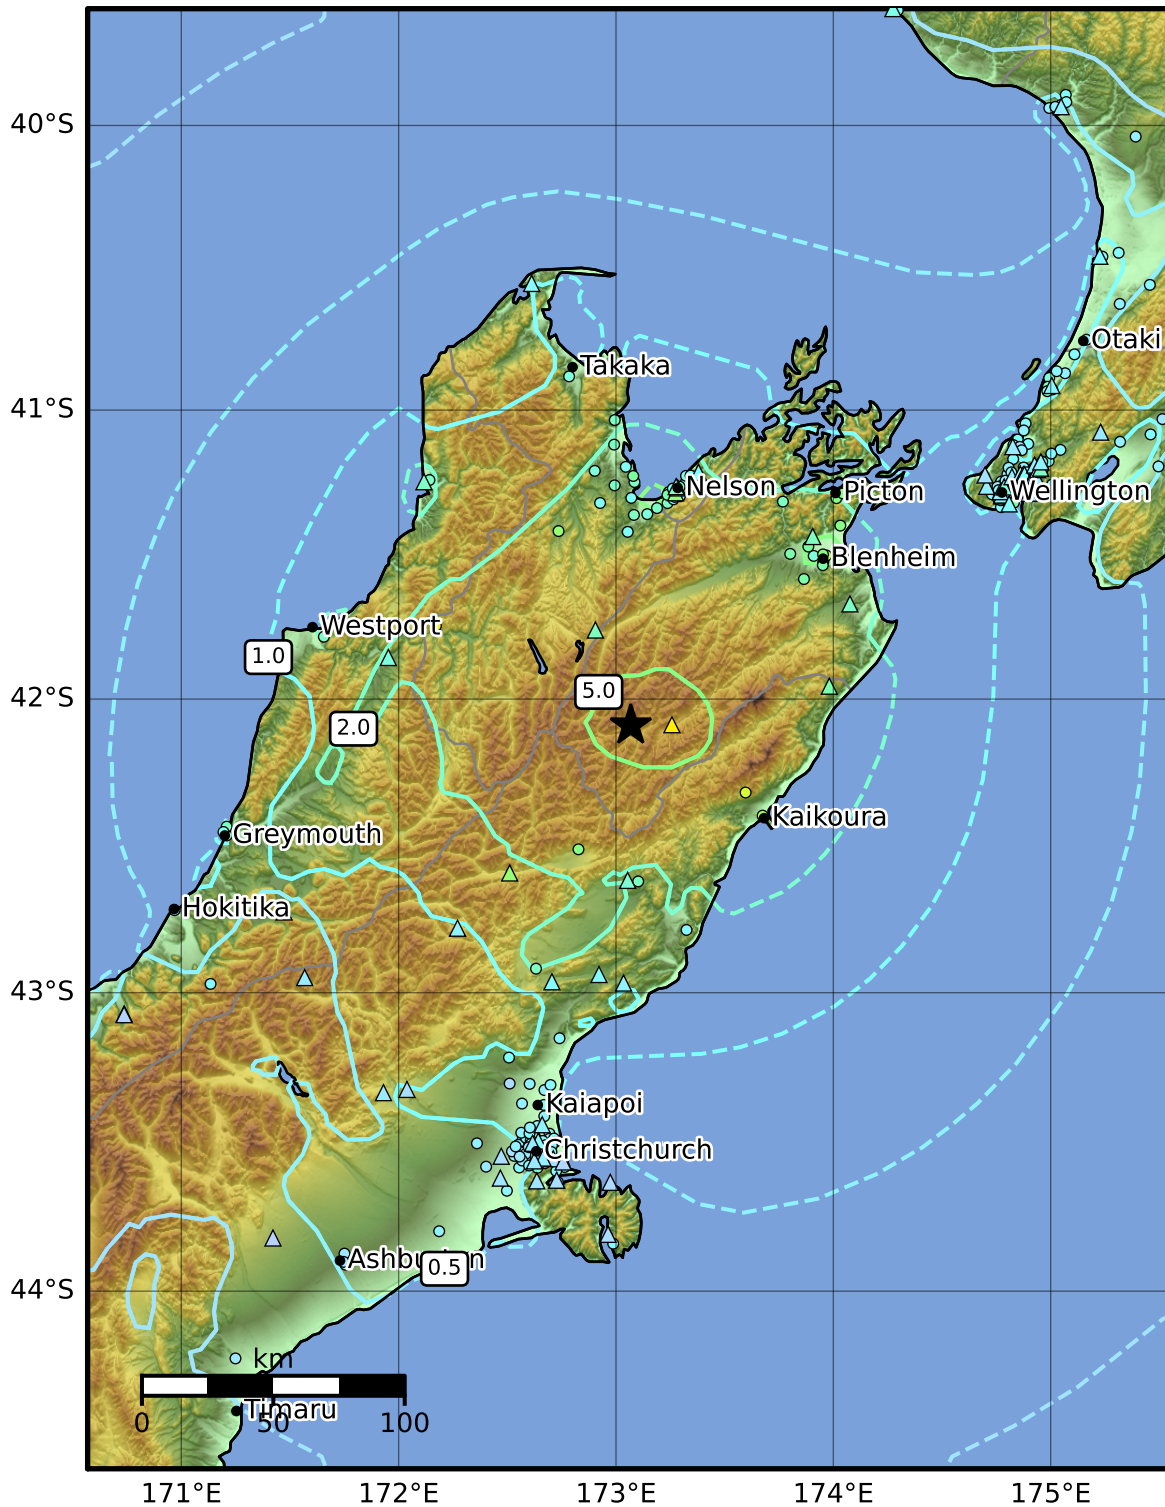 40°S
Otaki
Takaka
41°S
Nelson
Picton
Wellington
Blenheim
Westport
1.0
5.0
42°S
2.0
Kaikoura
Greymouth
Hokitika
43°S
Kaiapoi
Christchurch
Ashburton
0.5
44°S
km
Timaru
0
50
100
171°E
172°E
173°E
174°E
175°E